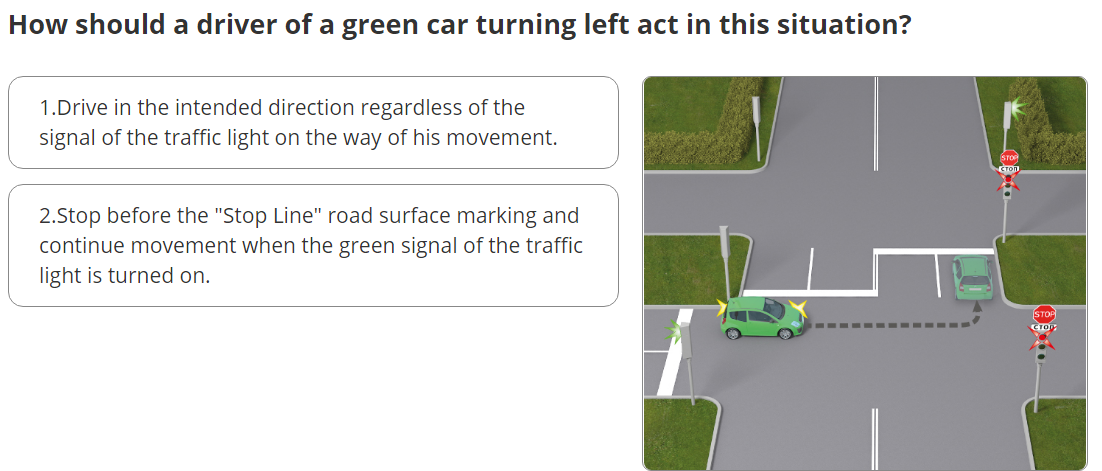 How should a driver of a green car turning left act in this situation?
1.Drive in the intended direction regardless of the
signal of the traffic light on the way of his movement.
2.Stop before the "Stop Line" road surface marking and
continue movement when the green signal of the traffic
light is turned on.
STOP
СТОП
STOP
СТОП